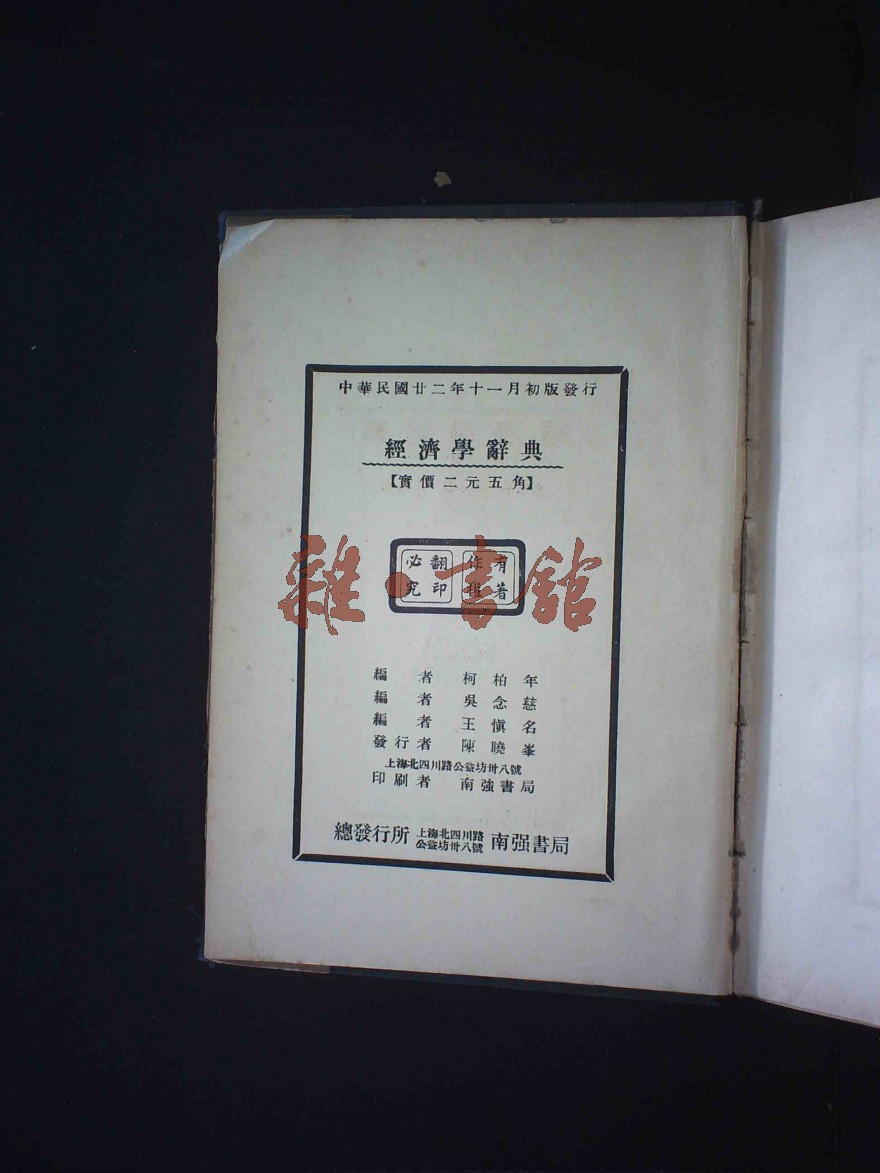 中華民國廿二年十一月初版發行
經濟學辭典
【實價二元五角】
有著作權
翻印必究
雜·書館
編者 柯柏年
編者 吳念慈
編者 王愼名
發行者 陳曉峯
上海北四川路公益坊卅八號
印刷者 南強書局
總發行所 上海北四川路公益坊卅八號 南强書局